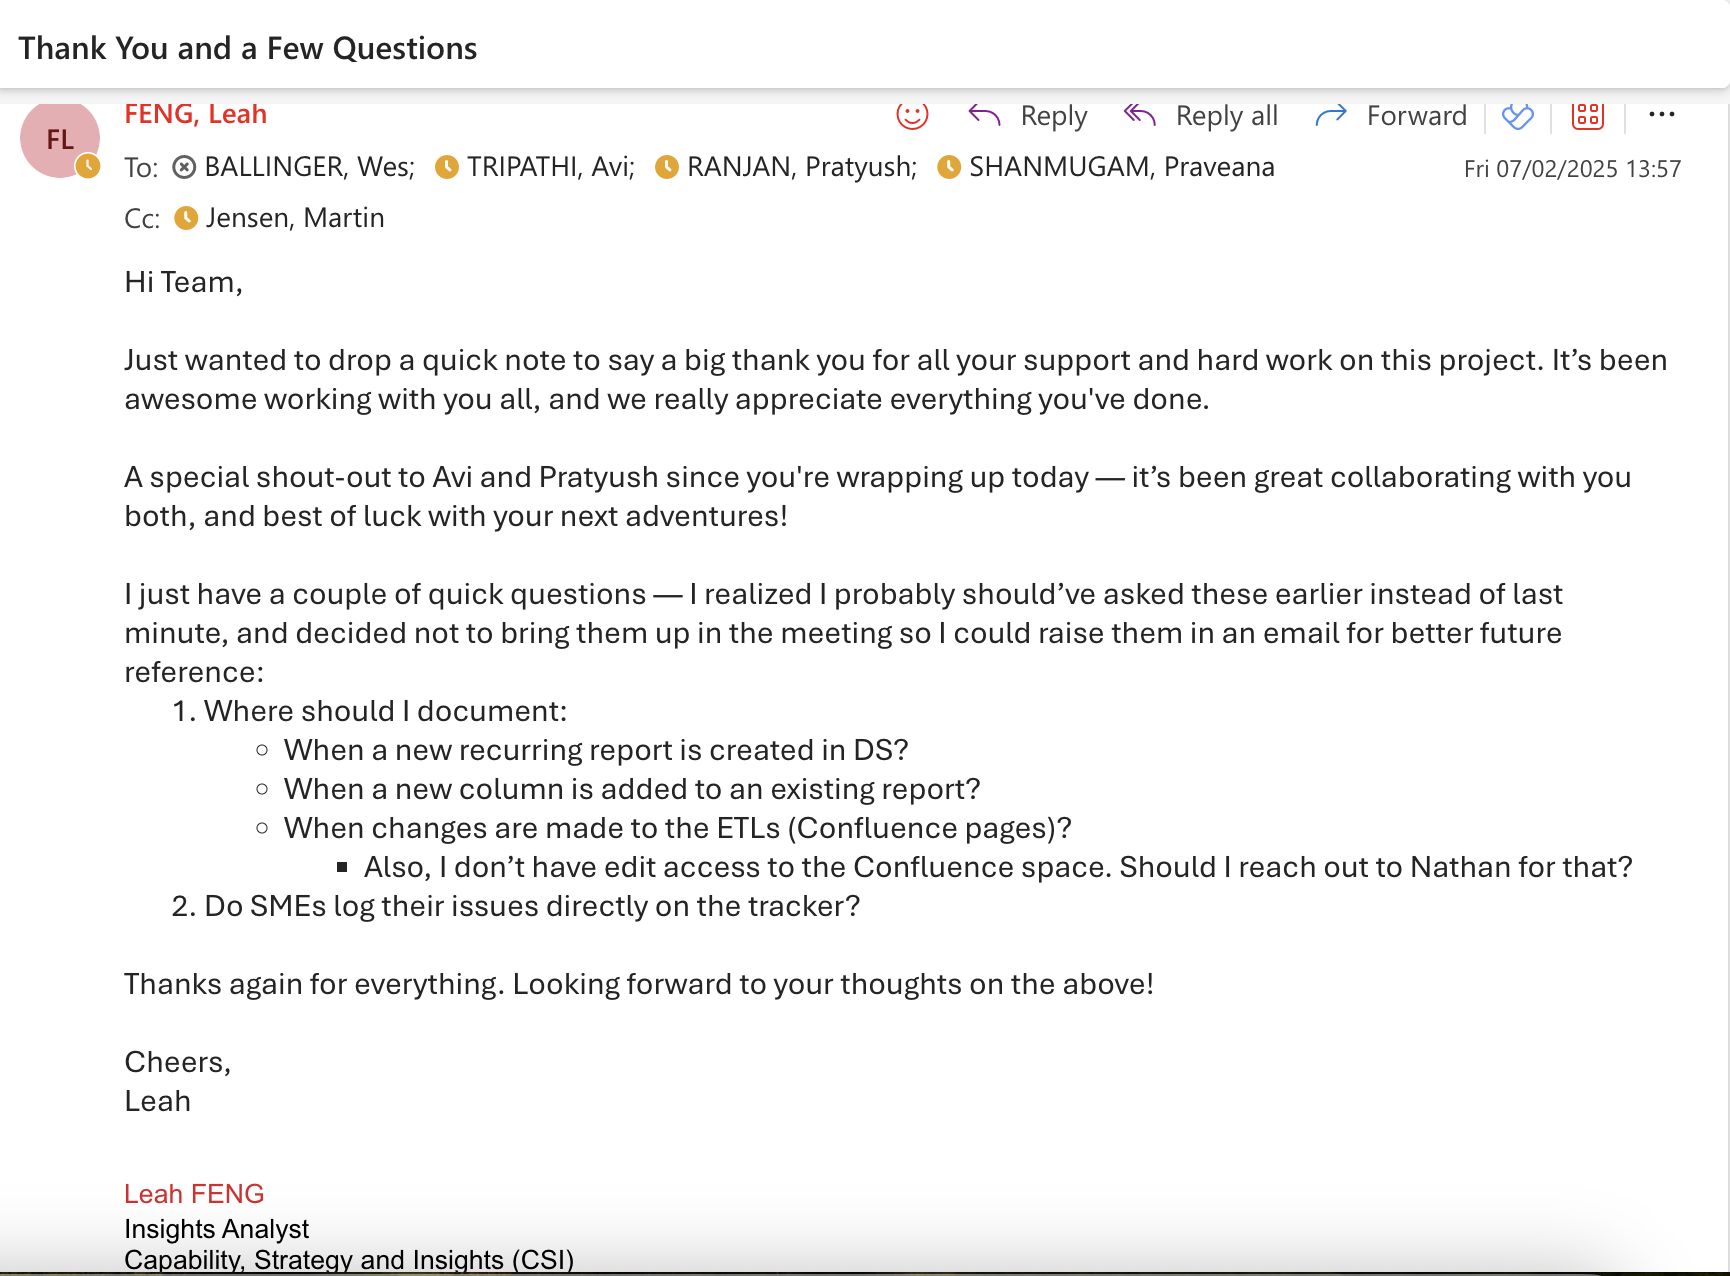 Thank You and a Few Questions
FENG, Leah
Reply
Reply all
Forward
FL
To: BALLINGER, Wes; TRIPATHI, Avi; RANJAN, Pratyush; SHANMUGAM, Praveana
Fri 07/02/2025 13:57
Cc: Jensen, Martin
Hi Team,
Just wanted to drop a quick note to say a big thank you for all your support and hard work on this project. It’s been
awesome working with you all, and we really appreciate everything you've done.
A special shout-out to Avi and Pratyush since you're wrapping up today — it’s been great collaborating with you
both, and best of luck with your next adventures!
I just have a couple of quick questions — I realized I probably should’ve asked these earlier instead of last
minute, and decided not to bring them up in the meeting so I could raise them in an email for better future
reference:
1. Where should I document:
○ When a new recurring report is created in DS?
○ When a new column is added to an existing report?
○ When changes are made to the ETLs (Confluence pages)?
▪ Also, I don’t have edit access to the Confluence space. Should I reach out to Nathan for that?
2. Do SMEs log their issues directly on the tracker?
Thanks again for everything. Looking forward to your thoughts on the above!
Cheers,
Leah
Leah FENG
Insights Analyst
Capability, Strategy and Insights (CSI)